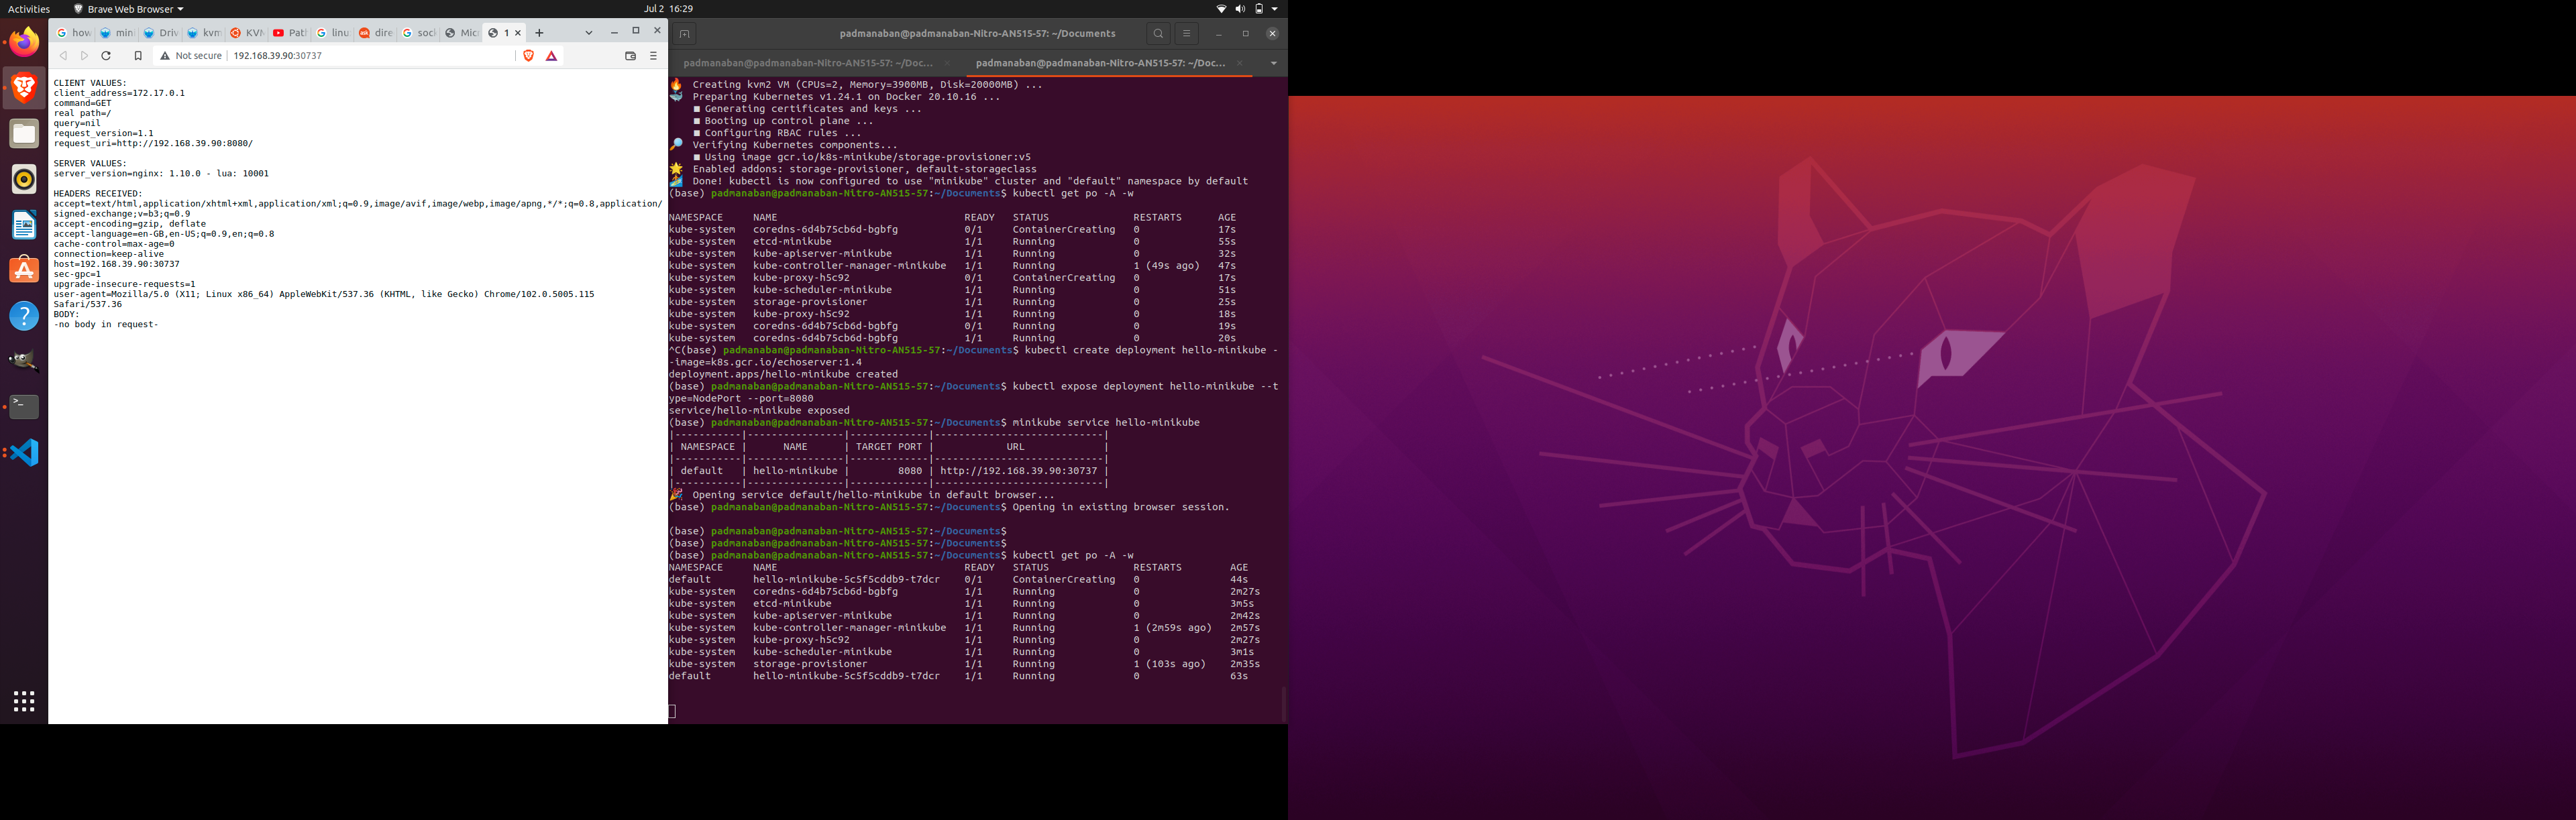 Activities
Brave Web Browser
Jul 2 16:29
how
mini
Driv
kvm
KVM
Pat
linu
dire
soci
Micr
1
Not secure
192.168.39.90:30737
CLIENT VALUES:
client_address=172.17.0.1
command=GET
real path=/
query=nil
request_version=1.1
request_uri=http://192.168.39.90:8080/
SERVER VALUES:
server_version=nginx: 1.10.0 - lua: 10001
HEADERS RECEIVED:
accept=text/html,application/xhtml+xml,application/xml;q=0.9,image/avif,image/webp,image/apng,*/*;q=0.8,application/
signed-exchange;v=b3;q=0.9
accept-encoding=gzip, deflate
accept-language=en-GB,en-US;q=0.9,en;q=0.8
cache-control=max-age=0
connection=keep-alive
host=192.168.39.90:30737
sec-gpc=1
upgrade-insecure-requests=1
user-agent=Mozilla/5.0 (X11; Linux x86_64) AppleWebKit/537.36 (KHTML, like Gecko) Chrome/102.0.5005.115
Safari/537.36
BODY:
-no body in request-
padmanaban@padmanaban-Nitro-AN515-57: ~/Documents
padmanaban@padmanaban-Nitro-AN515-57: ~/Doc...
padmanaban@padmanaban-Nitro-AN515-57: ~/Doc...
Creating kvm2 VM (CPUs=2, Memory=3900MB, Disk=20000MB) ...
Preparing Kubernetes v1.24.1 on Docker 20.10.16 ...
■ Generating certificates and keys ...
■ Booting up control plane ...
■ Configuring RBAC rules ...
Verifying Kubernetes components...
■ Using image gcr.io/k8s-minikube/storage-provisioner:v5
Enabled addons: storage-provisioner, default-storageclass
Done! kubectl is now configured to use "minikube" cluster and "default" namespace by default
(base) padmanaban@padmanaban-Nitro-AN515-57:~/Documents$ kubectl get po -A -w
NAMESPACE NAME READY STATUS RESTARTS AGE
kube-system coredns-6d4b75cb6d-bgbfg 0/1 ContainerCreating 0 17s
kube-system etcd-minikube 1/1 Running 0 55s
kube-system kube-apiserver-minikube 1/1 Running 0 32s
kube-system kube-controller-manager-minikube 1/1 Running 1 (49s ago) 47s
kube-system kube-proxy-h5c92 0/1 ContainerCreating 0 17s
kube-system kube-scheduler-minikube 1/1 Running 0 51s
kube-system storage-provisioner 1/1 Running 0 25s
kube-system kube-proxy-h5c92 1/1 Running 0 18s
kube-system coredns-6d4b75cb6d-bgbfg 0/1 Running 0 19s
kube-system coredns-6d4b75cb6d-bgbfg 1/1 Running 0 20s
^C(base) padmanaban@padmanaban-Nitro-AN515-57:~/Documents$ kubectl create deployment hello-minikube -
-image=k8s.gcr.io/echoserver:1.4
deployment.apps/hello-minikube created
(base) padmanaban@padmanaban-Nitro-AN515-57:~/Documents$ kubectl expose deployment hello-minikube --t
ype=NodePort --port=8080
service/hello-minikube exposed
(base) padmanaban@padmanaban-Nitro-AN515-57:~/Documents$ minikube service hello-minikube
|-----------|----------------|-------------|----------------------------|
| NAMESPACE | NAME | TARGET PORT | URL |
|-----------|----------------|-------------|----------------------------|
| default | hello-minikube | 8080 | http://192.168.39.90:30737 |
|-----------|----------------|-------------|----------------------------|
Opening service default/hello-minikube in default browser...
(base) padmanaban@padmanaban-Nitro-AN515-57:~/Documents$ Opening in existing browser session.
(base) padmanaban@padmanaban-Nitro-AN515-57:~/Documents$
(base) padmanaban@padmanaban-Nitro-AN515-57:~/Documents$
(base) padmanaban@padmanaban-Nitro-AN515-57:~/Documents$ kubectl get po -A -w
NAMESPACE NAME READY STATUS RESTARTS AGE
default hello-minikube-5c5f5cddb9-t7dcr 0/1 ContainerCreating 0 44s
kube-system coredns-6d4b75cb6d-bgbfg 1/1 Running 0 2m27s
kube-system etcd-minikube 1/1 Running 0 3m5s
kube-system kube-apiserver-minikube 1/1 Running 0 2m42s
kube-system kube-controller-manager-minikube 1/1 Running 1 (2m59s ago) 2m57s
kube-system kube-proxy-h5c92 1/1 Running 0 2m27s
kube-system kube-scheduler-minikube 1/1 Running 0 3m1s
kube-system storage-provisioner 1/1 Running 1 (103s ago) 2m35s
default hello-minikube-5c5f5cddb9-t7dcr 1/1 Running 0 63s